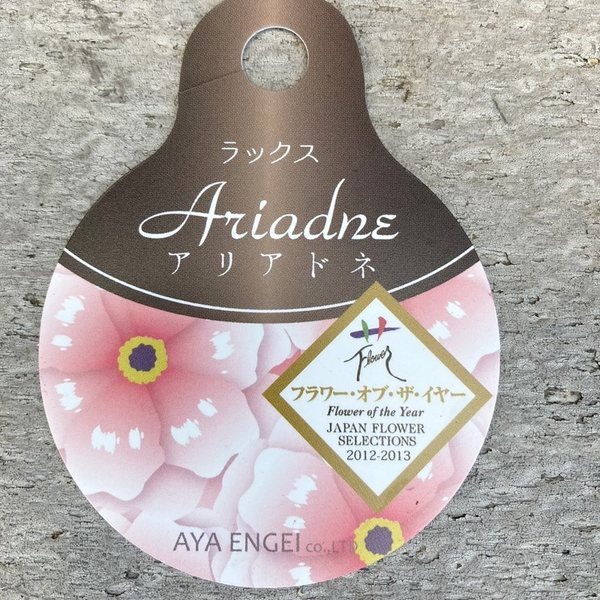 ラックス
Ariadne
アリアドネ
Flower
フラワー・オブ・ザ・イヤー
Flower of the Year
JAPAN FLOWER
SELECTIONS
2012-2013
AYA ENGEI CO.,LTD